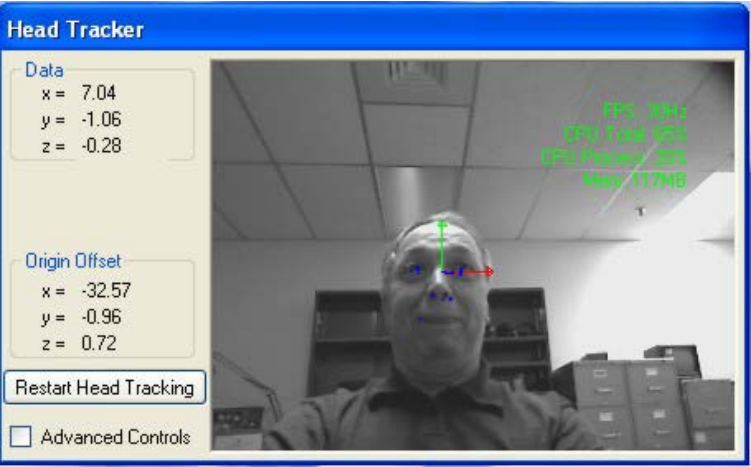 Head Tracker
Data
x = 7.04
y = -1.06
z = -0.28
Origin Offset
x = -32.57
y = -0.96
z = 0.72
Restart Head Tracking
Advanced Controls
FPS:
CPU Total:
CPU Process:
Mem: 117MB